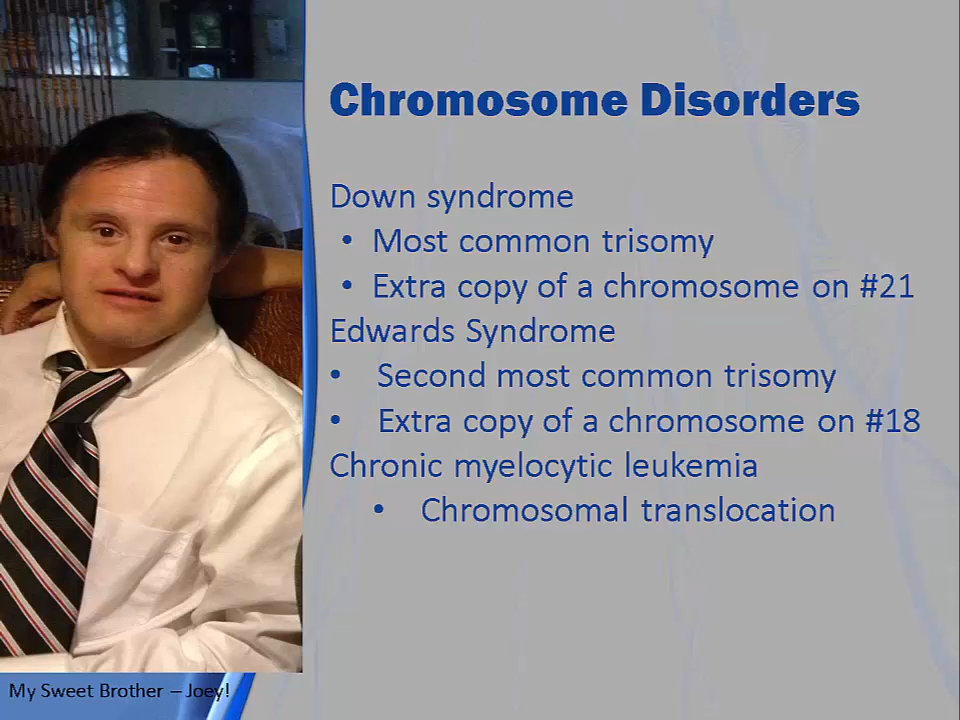 Chromosome Disorders
Down syndrome
• Most common trisomy
• Extra copy of a chromosome on #21
Edwards Syndrome
• Second most common trisomy
• Extra copy of a chromosome on #18
Chronic myelocytic leukemia
• Chromosomal translocation
My Sweet Brother – Joey!